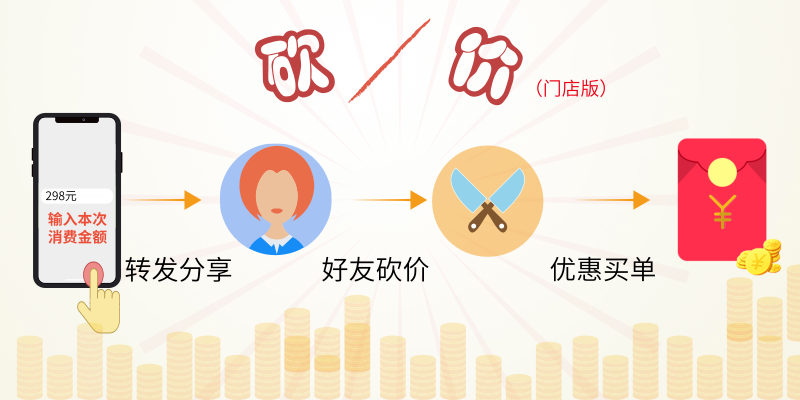 砍/价
（门店版）
298元
输入本次
消费金额
转发分享
好友砍价
优惠买单
¥
¥